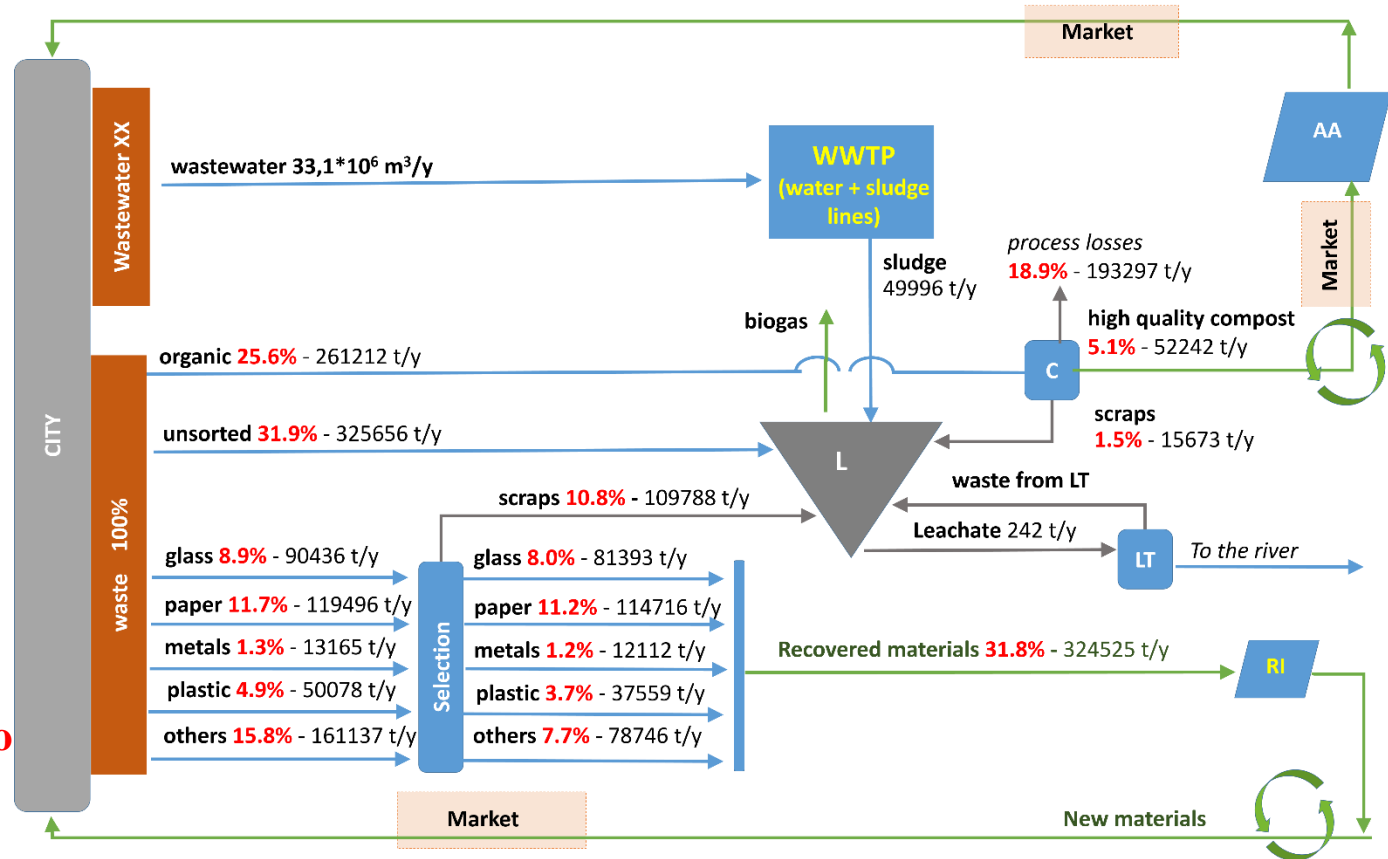 Market
AA
Wastewater XX
wastewater 33,1*10⁶ m³/y
WWTP
(water + sludge
lines)
process losses
18.9% - 193297 t/y
Market
sludge
49996 t/y
biogas
high quality compost
5.1% - 52242 t/y
organic 25.6% - 261212 t/y
C
CITY
scraps
1.5% - 15673 t/y
unsorted 31.9% - 325656 t/y
L
waste from LT
scraps 10.8% - 109788 t/y
Leachate 242 t/y
waste 100%
LT
To the river
glass 8.9% - 90436 t/y
glass 8.0% - 81393 t/y
paper 11.7% - 119496 t/y
paper 11.2% - 114716 t/y
Selection
metals 1.3% - 13165 t/y
metals 1.2% - 12112 t/y
Recovered materials 31.8% - 324525 t/y
RI
plastic 4.9% - 50078 t/y
plastic 3.7% - 37559 t/y
others 15.8% - 161137 t/y
others 7.7% - 78746 t/y
Market
New materials